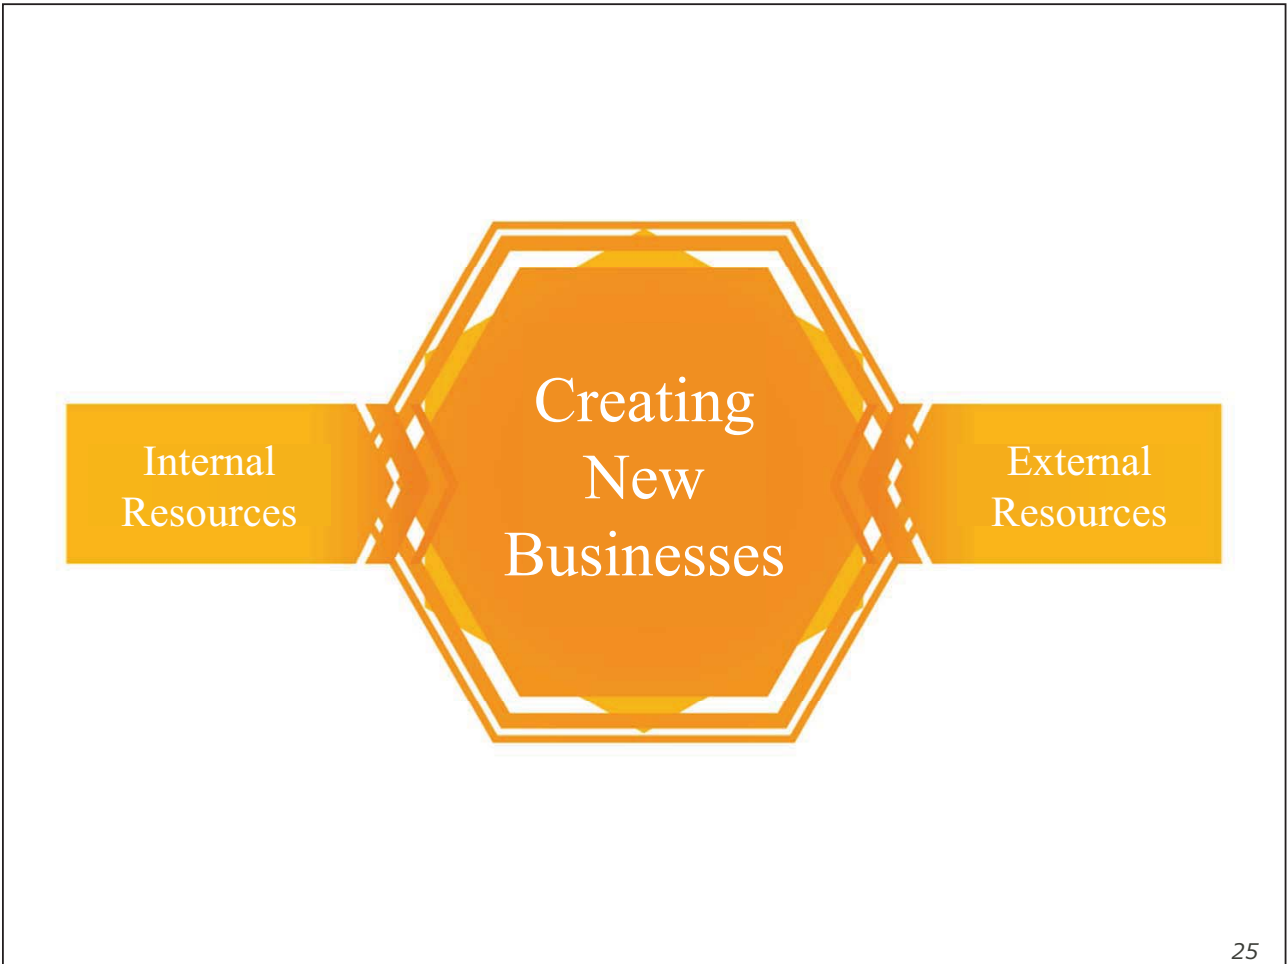 Creating
New
Businesses
Internal
Resources
External
Resources
25